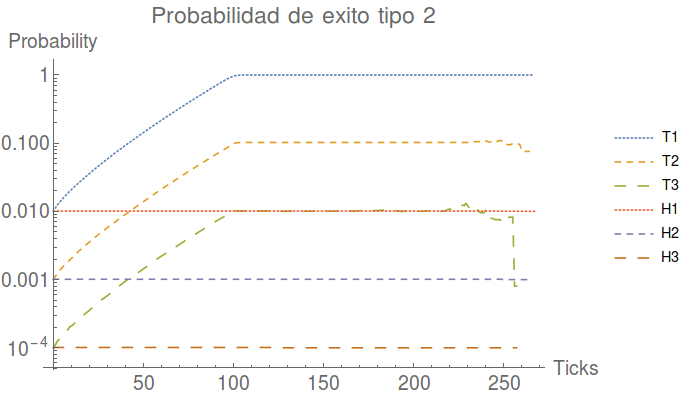 Probabilidad de exito tipo 2
Probability
1
0.100
0.010
0.001
10⁻⁴
50 100 150 200 250
Ticks
T1
T2
T3
H1
H2
H3